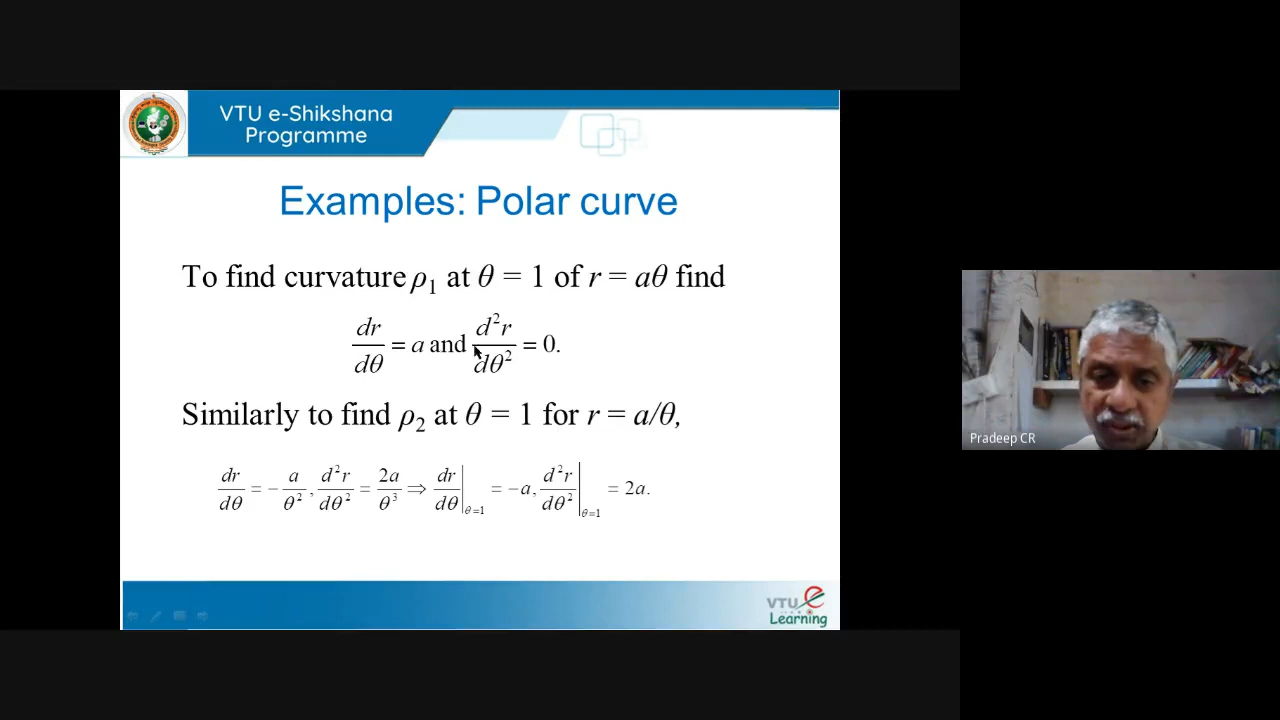 VTU e-Shikshana
Programme
Examples: Polar curve
To find curvature ρ₁ at θ = 1 of r = aθ find
dr/dθ = a and d²r/dθ² = 0.
Similarly to find ρ₂ at θ = 1 for r = a/θ,
dr/dθ = −a/θ², d²r/dθ² = 2a/θ³ ⇒ dr/dθ|θ=1 = −a, d²r/dθ²|θ=1 = 2a.
Pradeep CR
VTU e
Learning